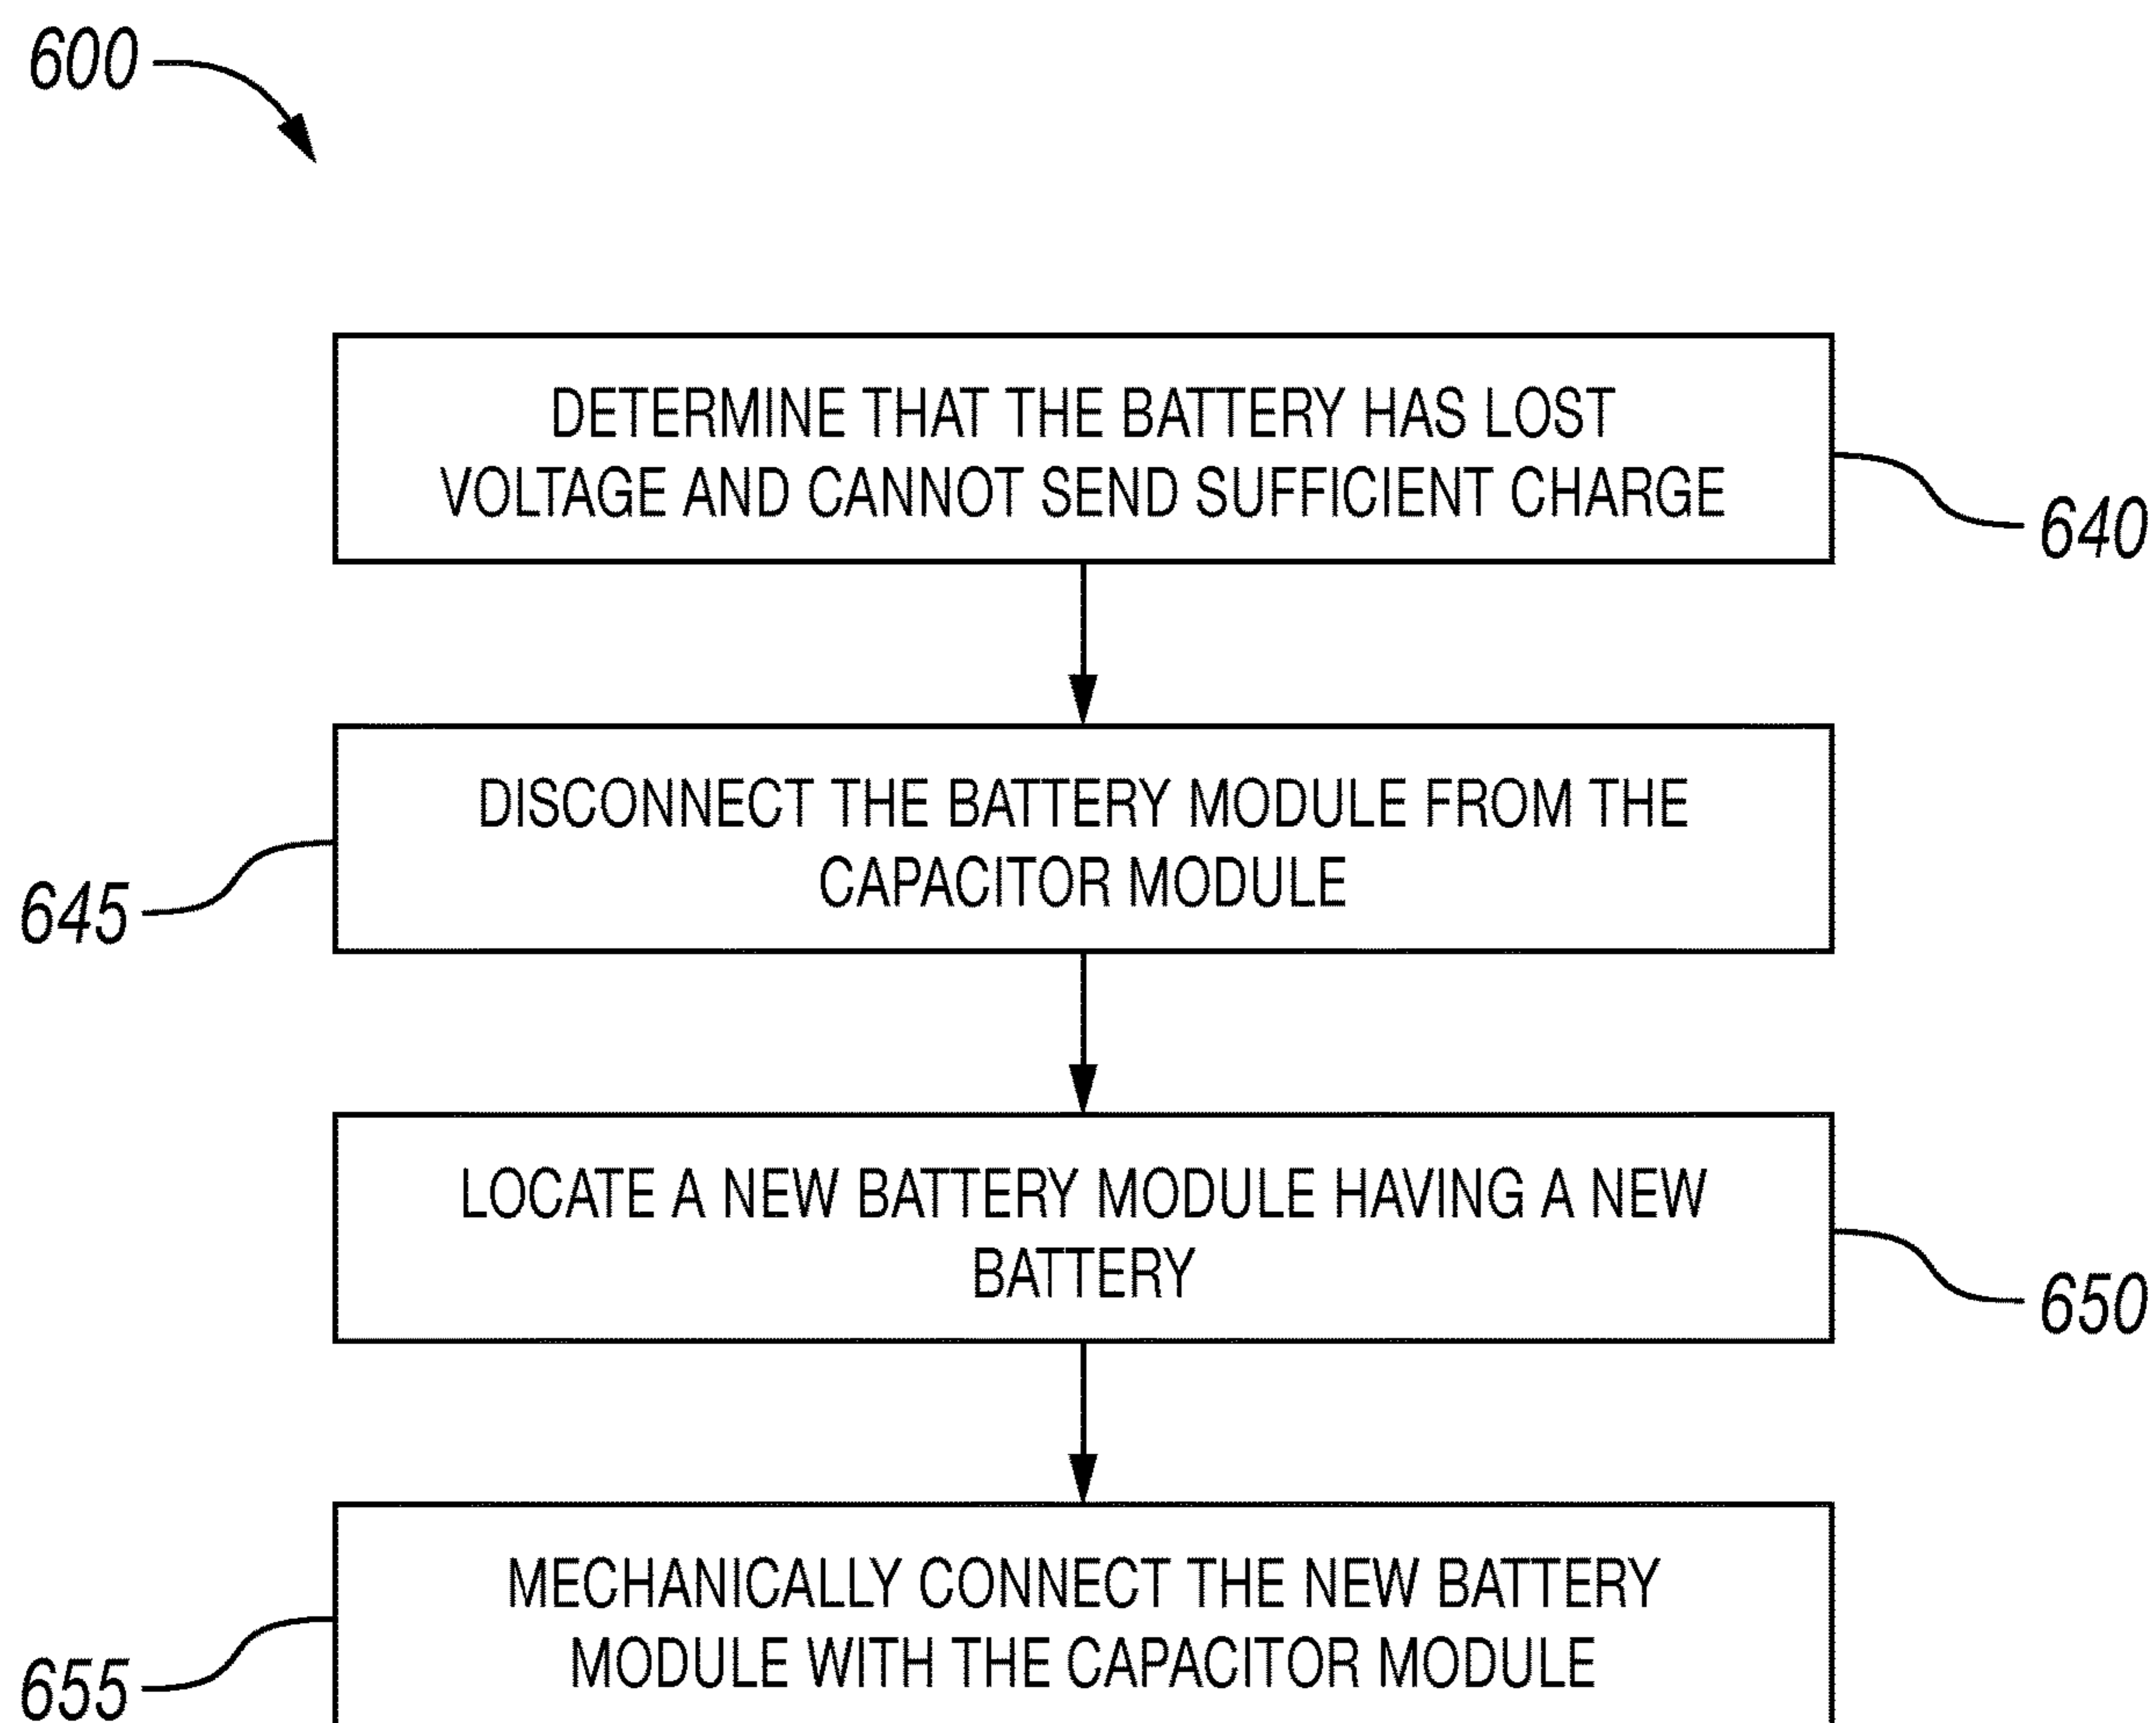 600
DETERMINE THAT THE BATTERY HAS LOST
VOLTAGE AND CANNOT SEND SUFFICIENT CHARGE
640
DISCONNECT THE BATTERY MODULE FROM THE
CAPACITOR MODULE
645
LOCATE A NEW BATTERY MODULE HAVING A NEW
BATTERY
650
MECHANICALLY CONNECT THE NEW BATTERY
MODULE WITH THE CAPACITOR MODULE
655